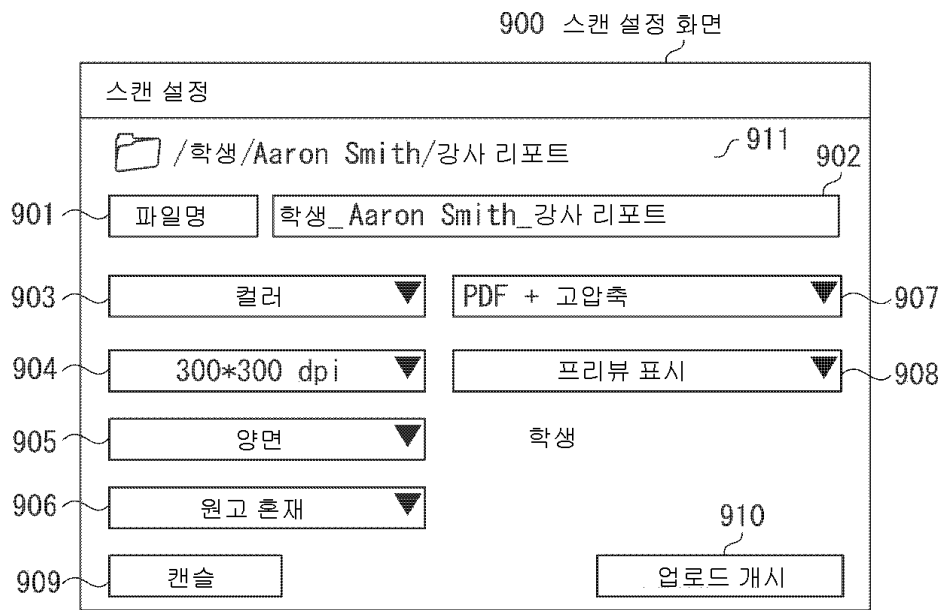 900 스캔 설정 화면
스캔 설정
/학생/Aaron Smith/강사 리포트
911
902
901 파일명 학생_Aaron Smith_강사 리포트
903 컬러 PDF + 고압축 907
904 300*300 dpi 프리뷰 표시 908
905 양면 학생
906 원고 혼재
910
909 캔슬 업로드 개시